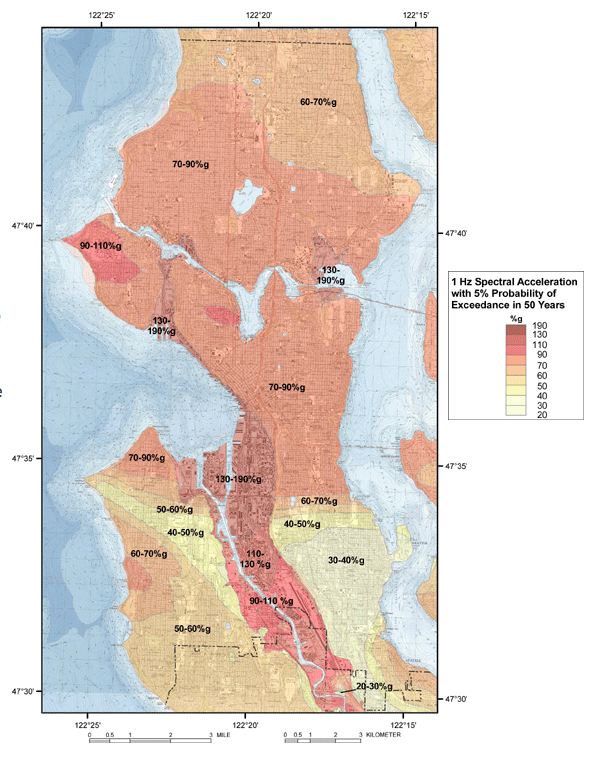 122°25'
122°20'
122°15'
60-70%g
70-90%g
47°40'
47°40'
90-110%g
130-
190%g
1 Hz Spectral Acceleration
with 5% Probability of
Exceedance in 50 Years
%g
190
130
110
90
70
60
50
40
30
20
130-
190%g
70-90%g
70-90%g
47°35'
47°35'
130-190%g
60-70%g
50-60%g
40-50%g
40-50%g
60-70%g
110-
130 %g
30-40%g
90-110 %g
50-60%g
20-30%g
47°30'
47°30'
122°25'
122°20'
122°15'
0 0.5 1 2 3 MILE
0 0.5 1 2 3 KILOMETER